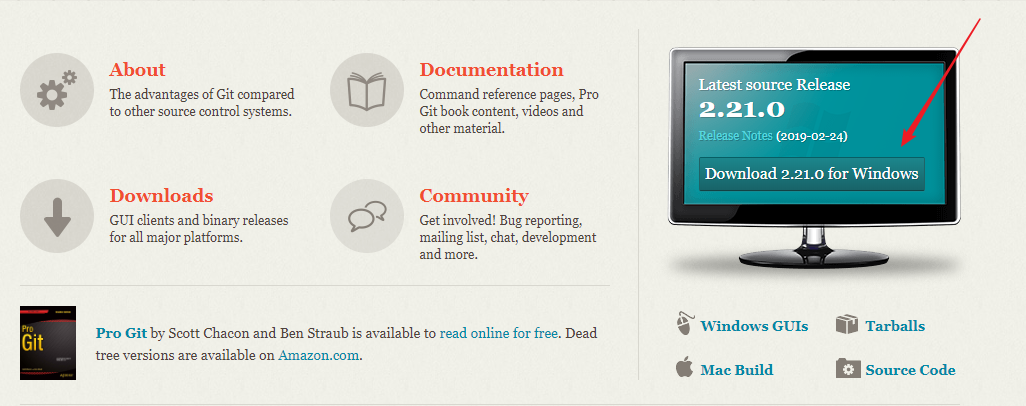 About
The advantages of Git compared
to other source control systems.
Documentation
Command reference pages, Pro
Git book content, videos and
other material.
Downloads
GUI clients and binary releases
for all major platforms.
Community
Get involved! Bug reporting,
mailing list, chat, development
and more.
Pro
Git
Pro Git by Scott Chacon and Ben Straub is available to read online for free. Dead
tree versions are available on Amazon.com.
Latest source Release
2.21.0
Release Notes (2019-02-24)
Download 2.21.0 for Windows
Windows GUIs
Tarballs
Mac Build
Source Code